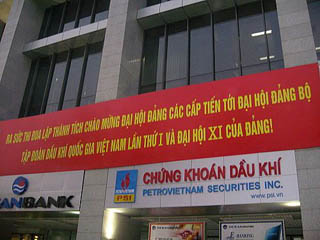 RA SỨC THI ĐUA LẬP THÀNH TÍCH CHÀO MỪNG ĐẠI HỘI ĐẢNG CÁC CẤP TIẾN TỚI ĐẠI HỘI ĐẢNG BỘ
TẬP ĐOÀN DẦU KHÍ QUỐC GIA VIỆT NAM LẦN THỨ I VÀ ĐẠI HỘI XI CỦA ĐẢNG!
CHỨNG KHOÁN DẦU KHÍ
PETROVIETNAM SECURITIES INC.
www.psi.vn
PSI
EANBANK